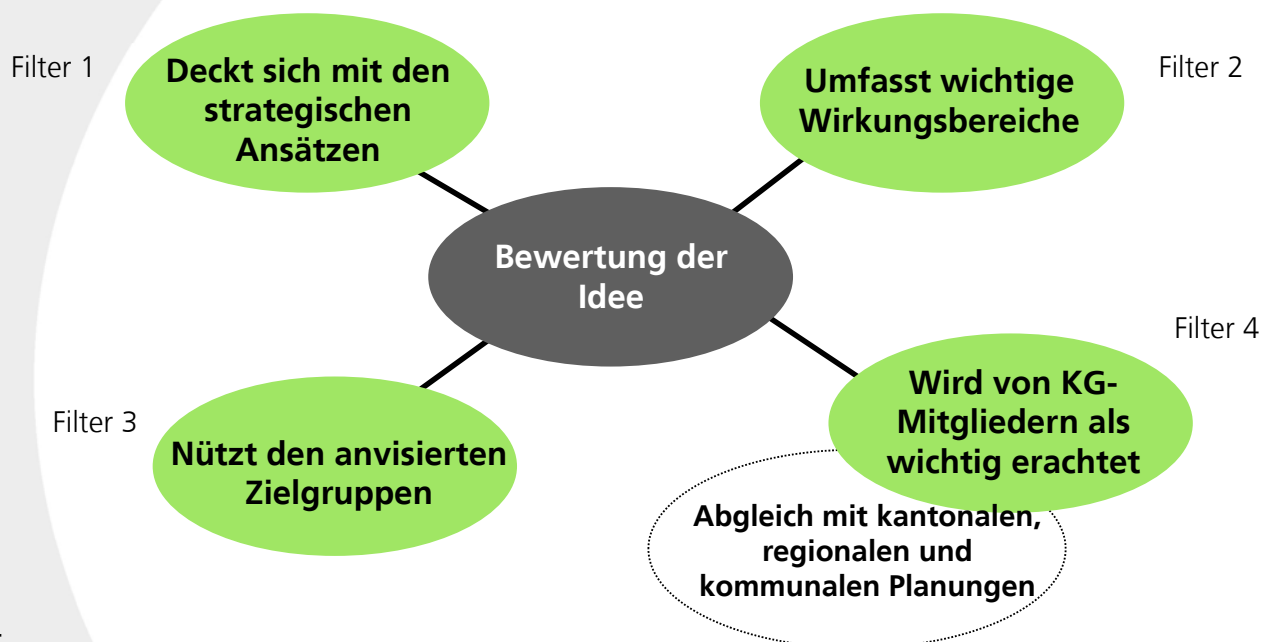 Filter 1
Deckt sich mit den
strategischen
Ansätzen
Umfasst wichtige
Wirkungsbereiche
Filter 2
Bewertung der
Idee
Filter 3
Nützt den anvisierten
Zielgruppen
Filter 4
Wird von KG-
Mitgliedern als
wichtig erachtet
Abgleich mit kantonalen,
regionalen und
kommunalen Planungen